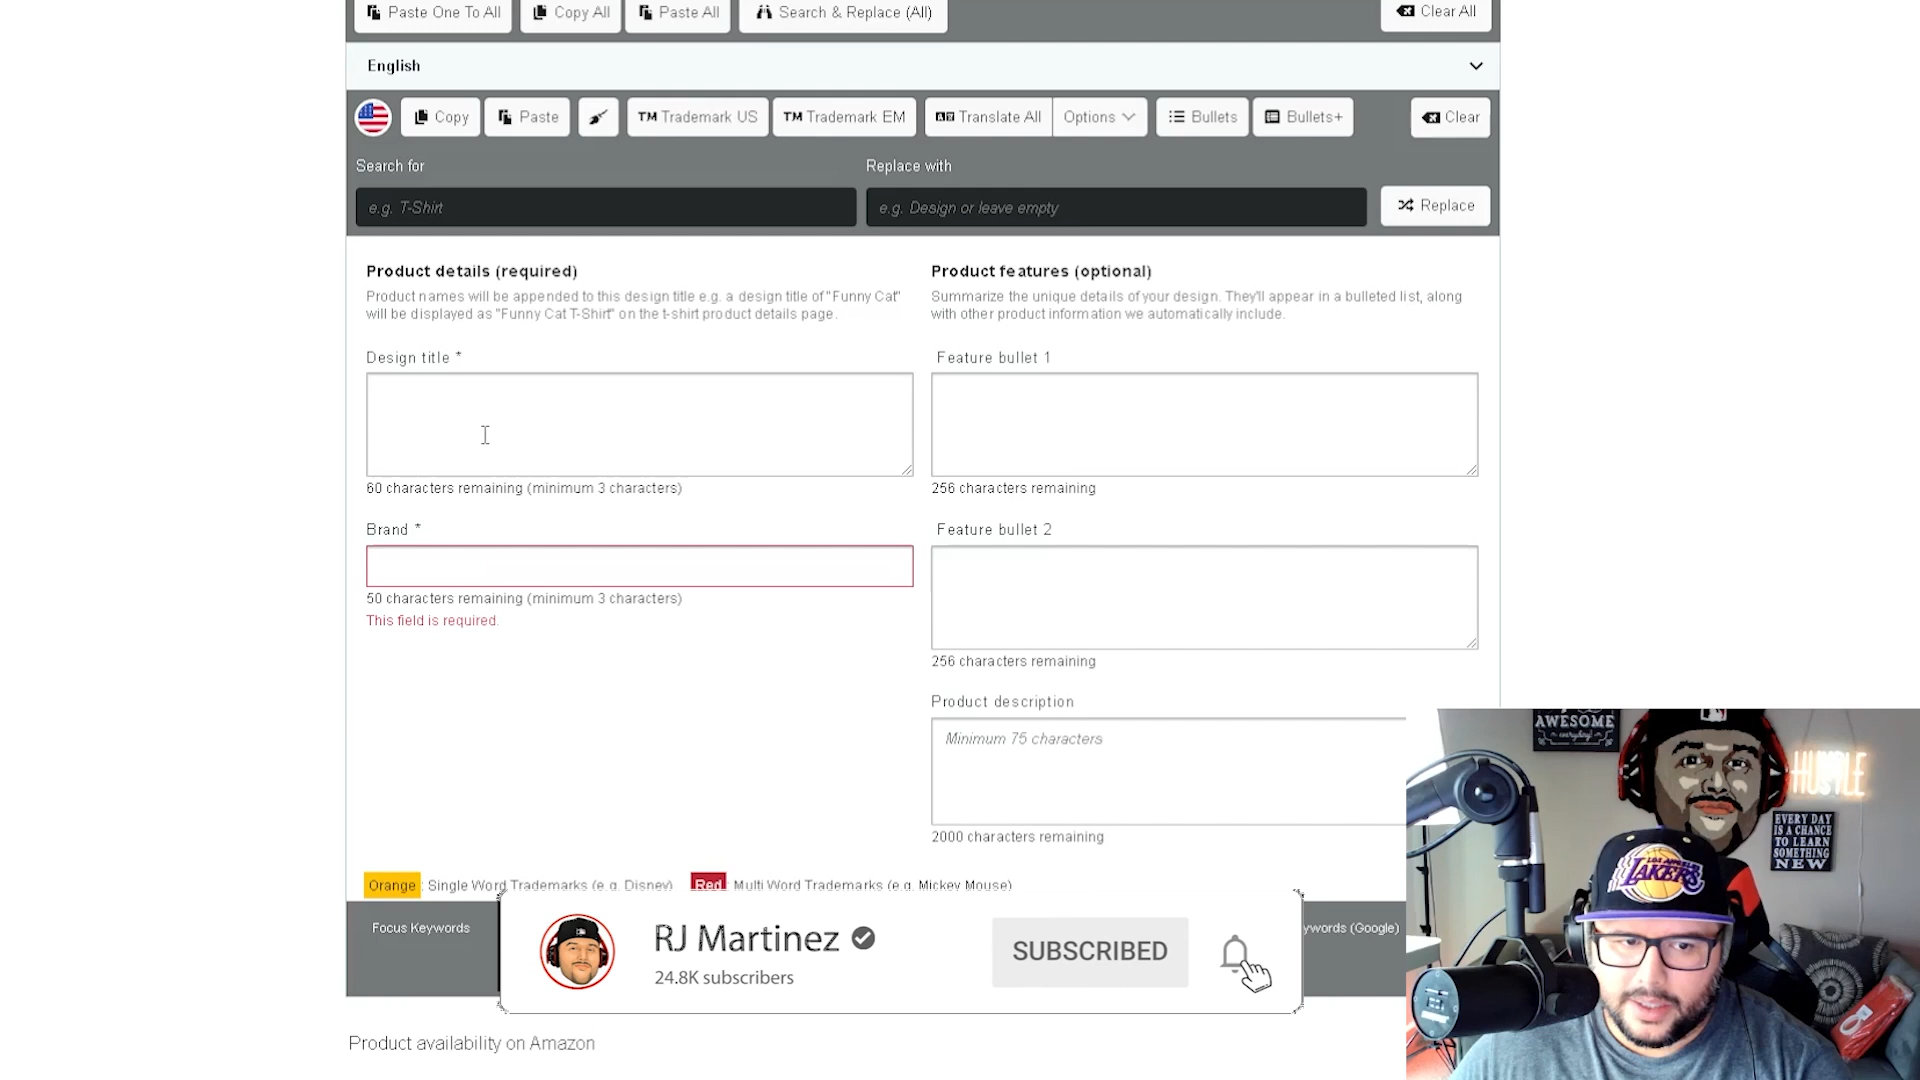 Paste One To All Copy All Paste All Search & Replace (All) Clear All
English
Copy Paste TM Trademark US TM Trademark EM Translate All Options Bullets Bullets+ Clear
Search for Replace with
e.g. T-Shirt e.g. Design or leave empty Replace
Product details (required)
Product names will be appended to this design title e.g. a design title of "Funny Cat"
will be displayed as "Funny Cat T-Shirt" on the t-shirt product details page.
Design title *
60 characters remaining (minimum 3 characters)
Brand *
50 characters remaining (minimum 3 characters)
This field is required.
Product features (optional)
Summarize the unique details of your design. They'll appear in a bulleted list, along
with other product information we automatically include.
Feature bullet 1
256 characters remaining
Feature bullet 2
256 characters remaining
Product description
Minimum 75 characters
2000 characters remaining
Orange : Single Word Trademarks (e.g. Disney) Red Multi Word Trademarks (e.g. Mickey Mouse)
Focus Keywords ywords (Google)
RJ Martinez
24.8K subscribers
SUBSCRIBED
Product availability on Amazon
AWESOME
everything!
HUSTLE
EVERY DAY
IS A CHANCE
TO LEARN
SOMETHING
NEW
LOS ANGELES
LAKERS